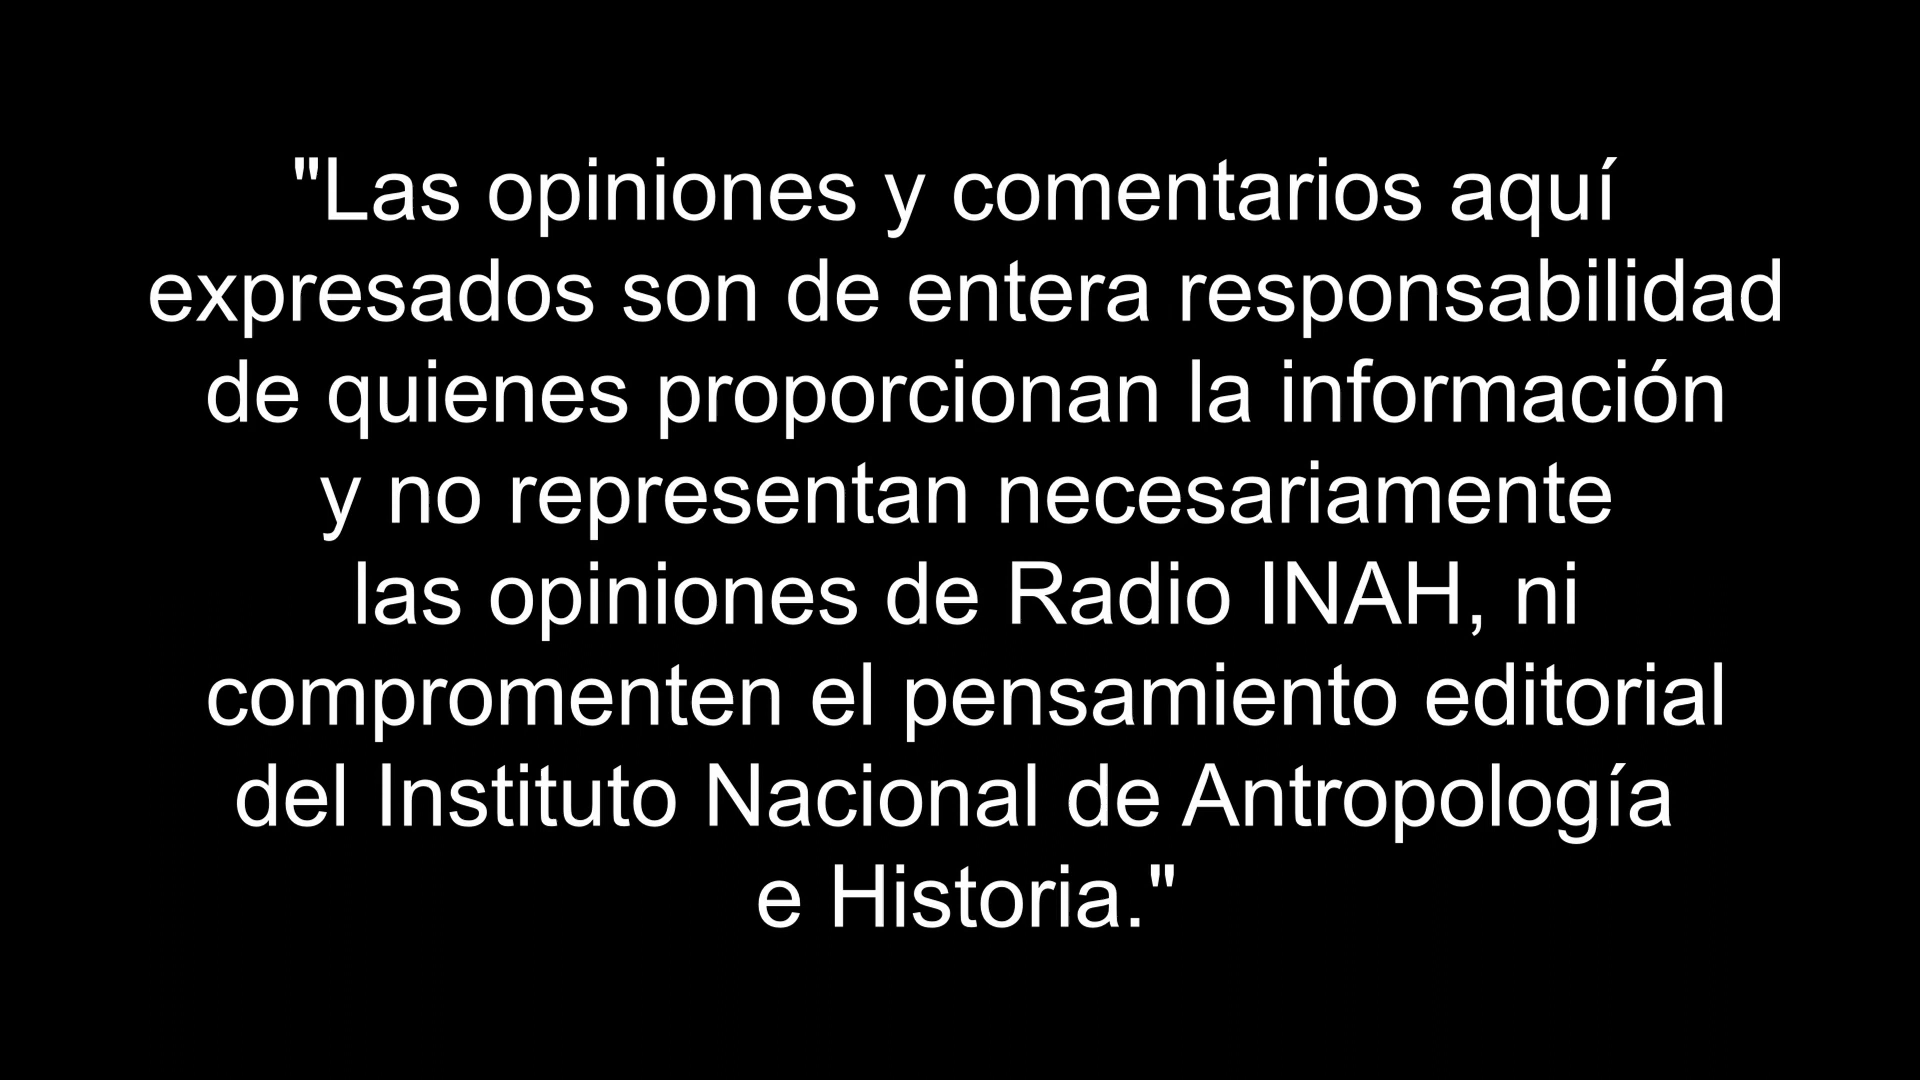 "Las opiniones y comentarios aquí
expresados son de entera responsabilidad
de quienes proporcionan la información
y no representan necesariamente
las opiniones de Radio INAH, ni
compromenten el pensamiento editorial
del Instituto Nacional de Antropología
e Historia."